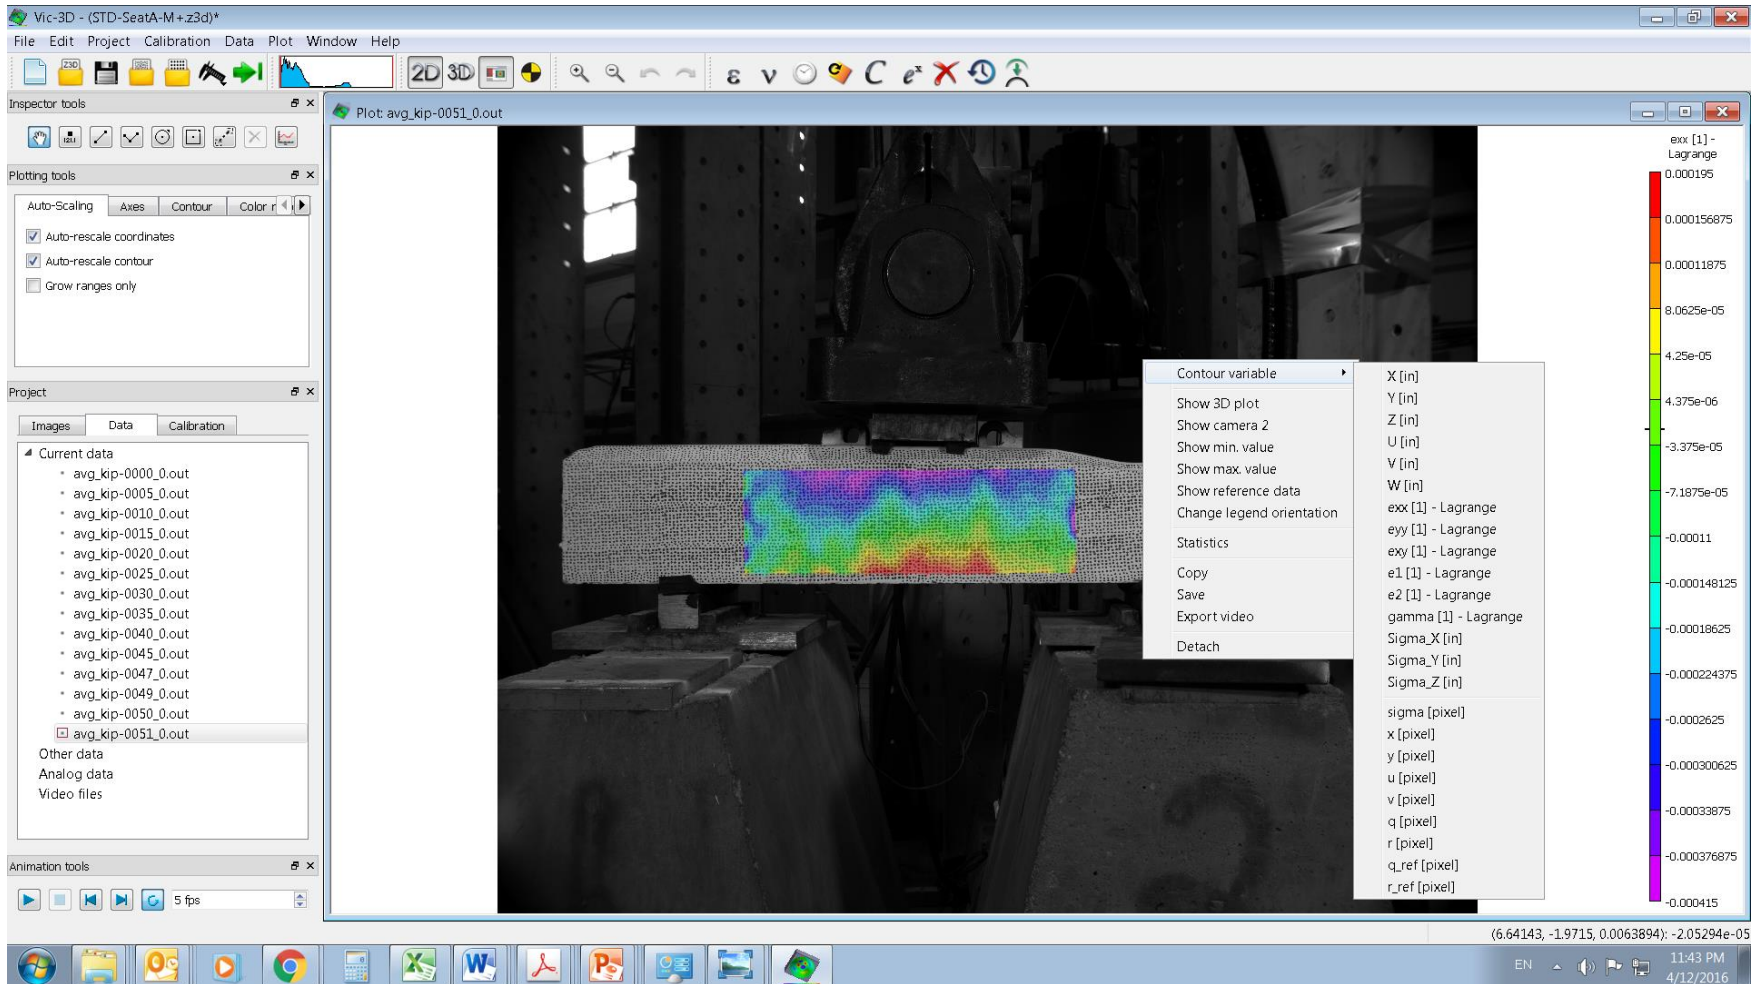 Vic-3D - (STD-SeatA-M+.z3d)*
File Edit Project Calibration Data Plot Window Help
2D 3D
ε ν C e^x
Inspector tools
Plot: avg_kip-0051_0.out
Plotting tools
Auto-Scaling Axes Contour Color r
Auto-rescale coordinates
Auto-rescale contour
Grow ranges only
Project
Images Data Calibration
Current data
avg_kip-0000_0.out
avg_kip-0005_0.out
avg_kip-0010_0.out
avg_kip-0015_0.out
avg_kip-0020_0.out
avg_kip-0025_0.out
avg_kip-0030_0.out
avg_kip-0035_0.out
avg_kip-0040_0.out
avg_kip-0045_0.out
avg_kip-0047_0.out
avg_kip-0049_0.out
avg_kip-0050_0.out
avg_kip-0051_0.out
Other data
Analog data
Video files
Animation tools
5 fps
Contour variable
Show 3D plot
Show camera 2
Show min. value
Show max. value
Show reference data
Change legend orientation
Statistics
Copy
Save
Export video
Detach
X [in]
Y [in]
Z [in]
U [in]
V [in]
W [in]
exx [1] - Lagrange
eyy [1] - Lagrange
exy [1] - Lagrange
e1 [1] - Lagrange
e2 [1] - Lagrange
gamma [1] - Lagrange
Sigma_X [in]
Sigma_Y [in]
Sigma_Z [in]
sigma [pixel]
x [pixel]
y [pixel]
u [pixel]
v [pixel]
q [pixel]
r [pixel]
q_ref [pixel]
r_ref [pixel]
exx [1] -
Lagrange
0.000195
0.000156875
0.00011875
8.0625e-05
4.25e-05
4.375e-06
-3.375e-05
-7.1875e-05
-0.00011
-0.000148125
-0.00018625
-0.000224375
-0.0002625
-0.000300625
-0.00033875
-0.000376875
-0.000415
(6.64143, -1.9715, 0.0063894): -2.05294e-05
EN
11:43 PM
4/12/2016